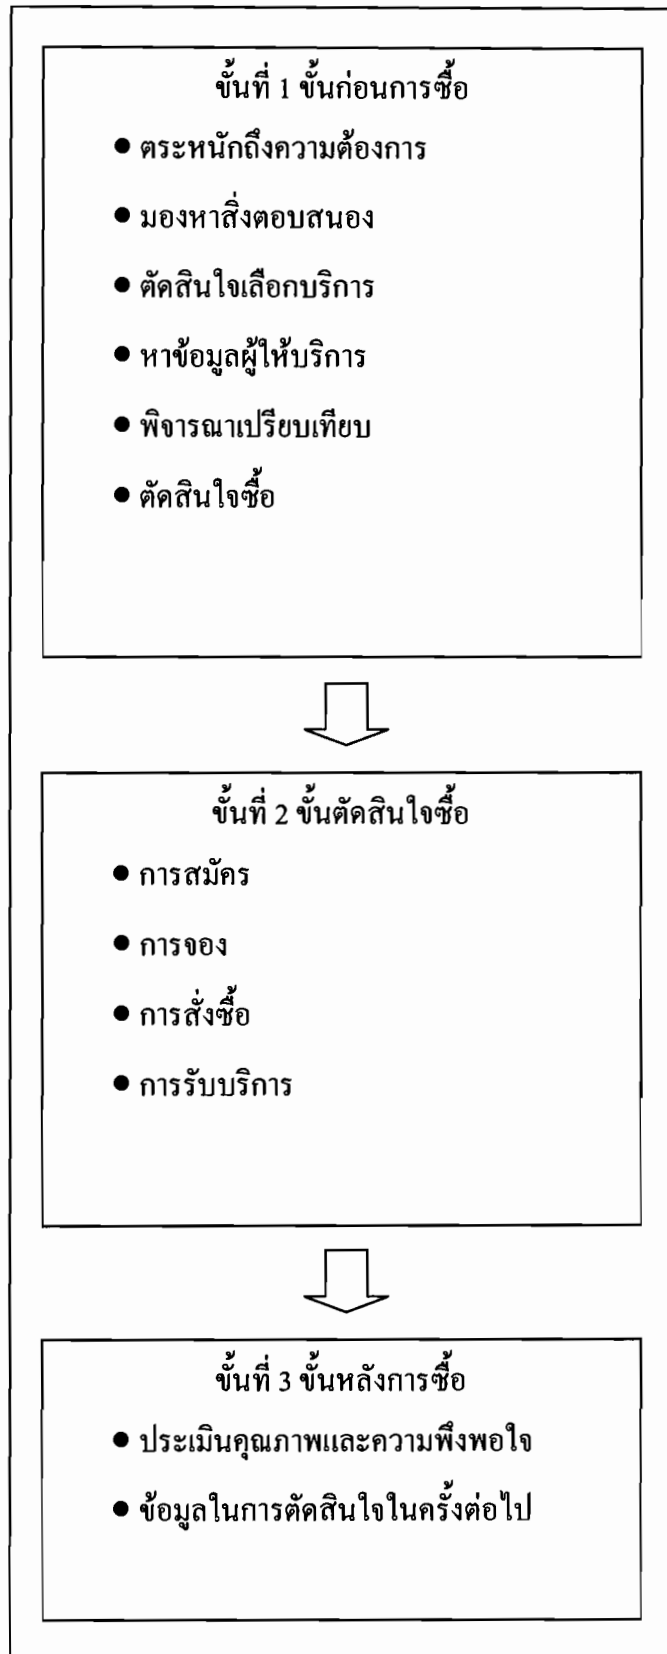 ขั้นที่ 1 ขั้นก่อนการซื้อ
● ตระหนักถึงความต้องการ
● มองหาสิ่งตอบสนอง
● ตัดสินใจเลือกบริการ
● หาข้อมูลผู้ให้บริการ
● พิจารณาเปรียบเทียบ
● ตัดสินใจซื้อ
ขั้นที่ 2 ขั้นตัดสินใจซื้อ
● การสมัคร
● การจอง
● การสั่งซื้อ
● การรับบริการ
ขั้นที่ 3 ขั้นหลังการซื้อ
● ประเมินคุณภาพและความพึงพอใจ
● ข้อมูลในการตัดสินใจในครั้งต่อไป